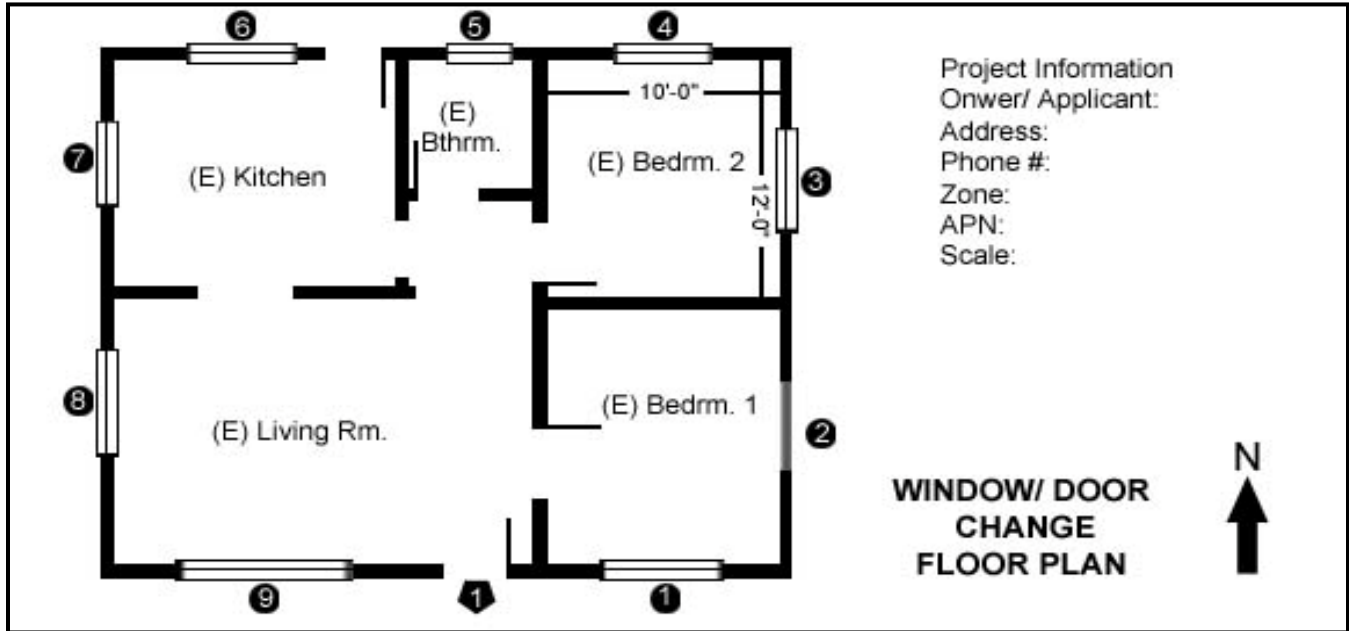 6
5
4
Project Information
Onwer/ Applicant:
Address:
Phone #:
Zone:
APN:
Scale:
10'-0"
(E)
Bthrm.
7
(E) Kitchen
(E) Bedrm. 2
3
12'-0"
8
(E) Living Rm.
(E) Bedrm. 1
2
N
WINDOW/ DOOR
CHANGE
FLOOR PLAN
9
1
1